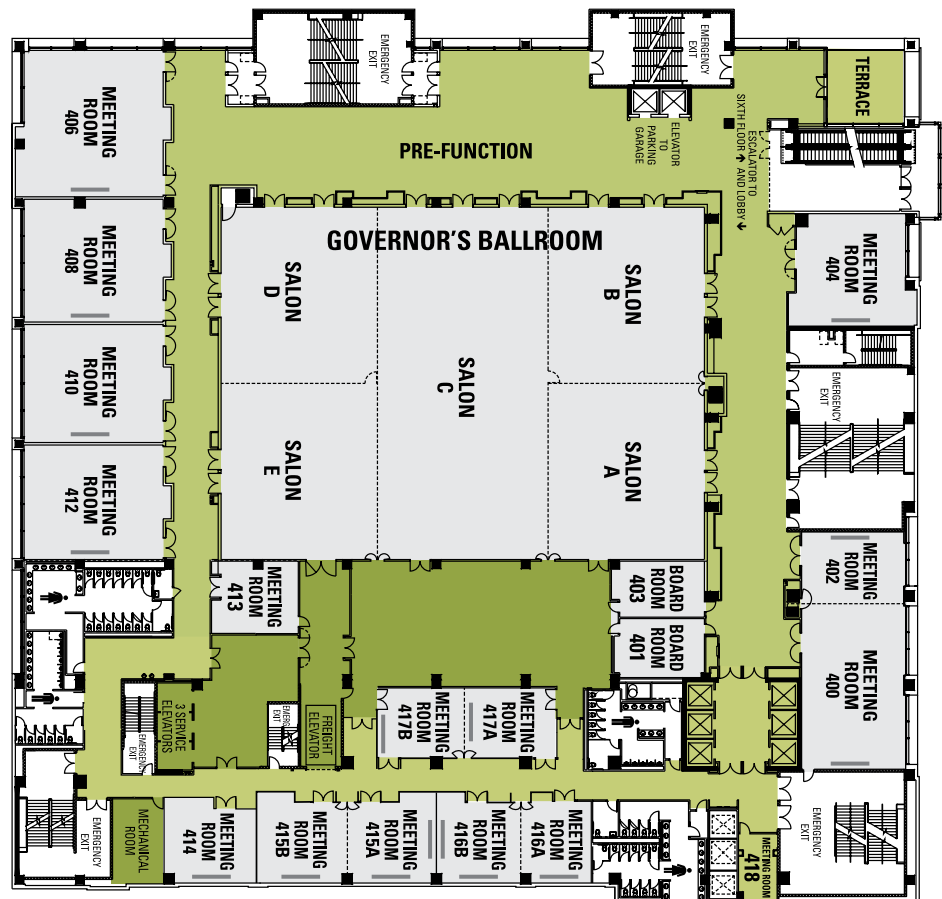 EMERGENCY
EXIT
EMERGENCY
EXIT
TERRACE
MEETING
ROOM
406
PRE-FUNCTION
ELEVATOR
TO
PARKING
GARAGE
ESCALATOR TO
SIXTH FLOOR ↑ AND LOBBY ↓
GOVERNOR'S BALLROOM
MEETING
ROOM
408
SALON
D
SALON
B
MEETING
ROOM
404
MEETING
ROOM
410
SALON
C
EMERGENCY
EXIT
MEETING
ROOM
412
SALON
E
SALON
A
MEETING
ROOM
402
MEETING
ROOM
413
BOARD
ROOM
403
BOARD
ROOM
401
MEETING
ROOM
400
3 SERVICE
ELEVATORS
EMERGENCY
EXIT
EMERG
EXIT
FREIGHT
ELEVATOR
MEETING
ROOM
417B
MEETING
ROOM
417A
EMERGENCY
EXIT
MECHANICAL
ROOM
MEETING
ROOM
414
MEETING
ROOM
415B
MEETING
ROOM
415A
MEETING
ROOM
416B
MEETING
ROOM
416A
MEETING ROOM
418
EMERGENCY
EXIT